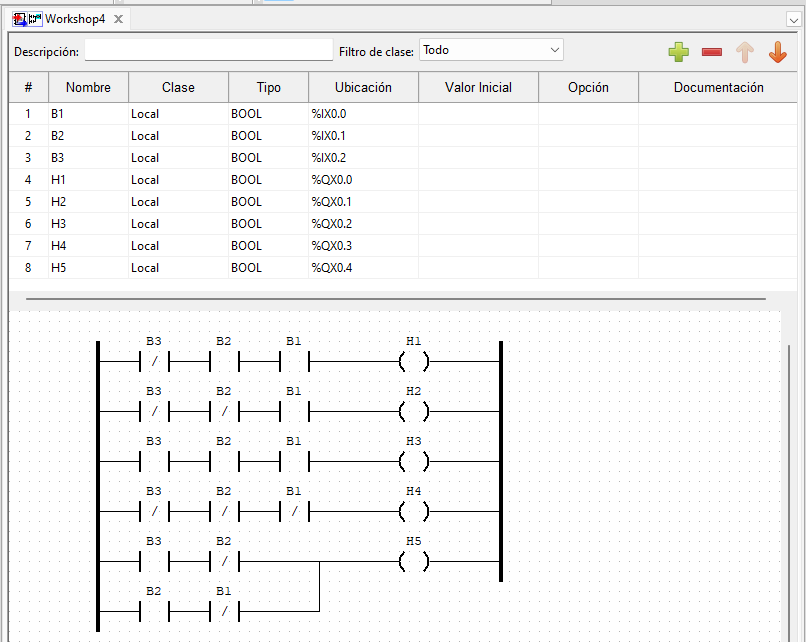 Workshop4
Descripción: Filtro de clase: Todo
# Nombre Clase Tipo Ubicación Valor Inicial Opción Documentación
1 B1 Local BOOL %IX0.0
2 B2 Local BOOL %IX0.1
3 B3 Local BOOL %IX0.2
4 H1 Local BOOL %QX0.0
5 H2 Local BOOL %QX0.1
6 H3 Local BOOL %QX0.2
7 H4 Local BOOL %QX0.3
8 H5 Local BOOL %QX0.4
B3 B2 B1 H1
/
B3 B2 B1 H2
/ /
B3 B2 B1 H3
B3 B2 B1 H4
/ / /
B3 B2 H5
/
B2 B1
/